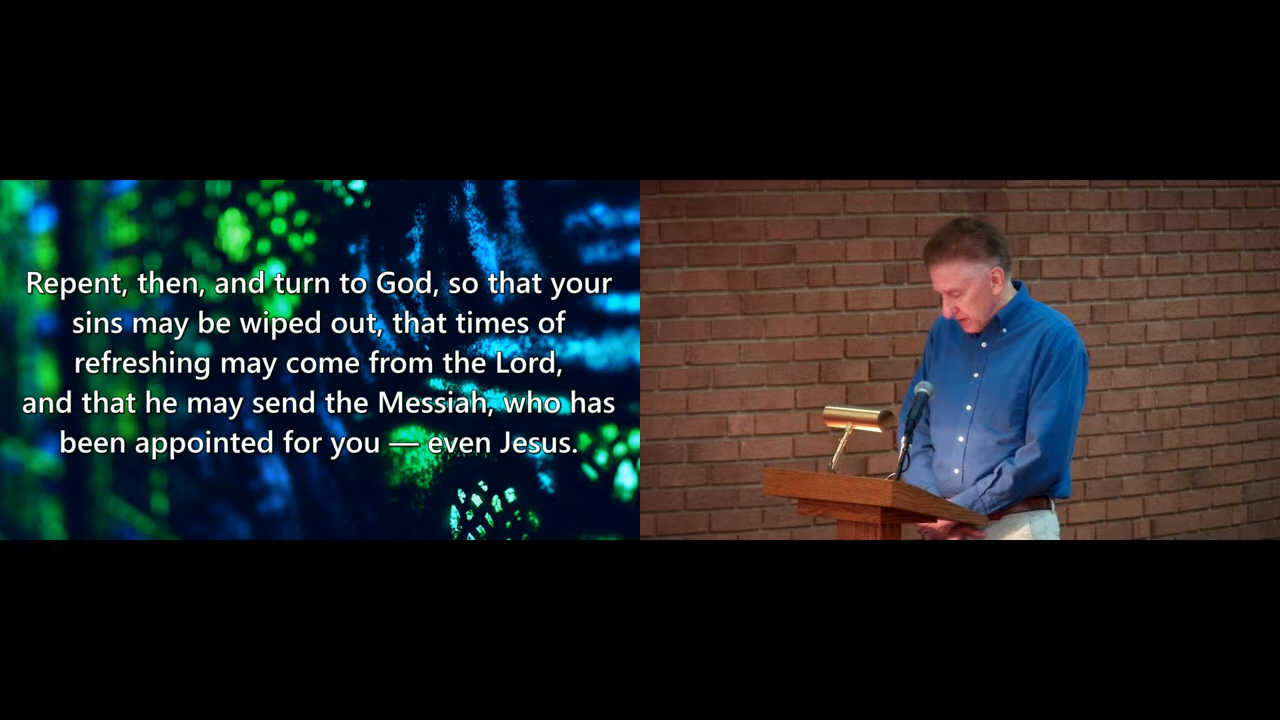 Repent, then, and turn to God, so that your
sins may be wiped out, that times of
refreshing may come from the Lord,
and that he may send the Messiah, who has
been appointed for you — even Jesus.